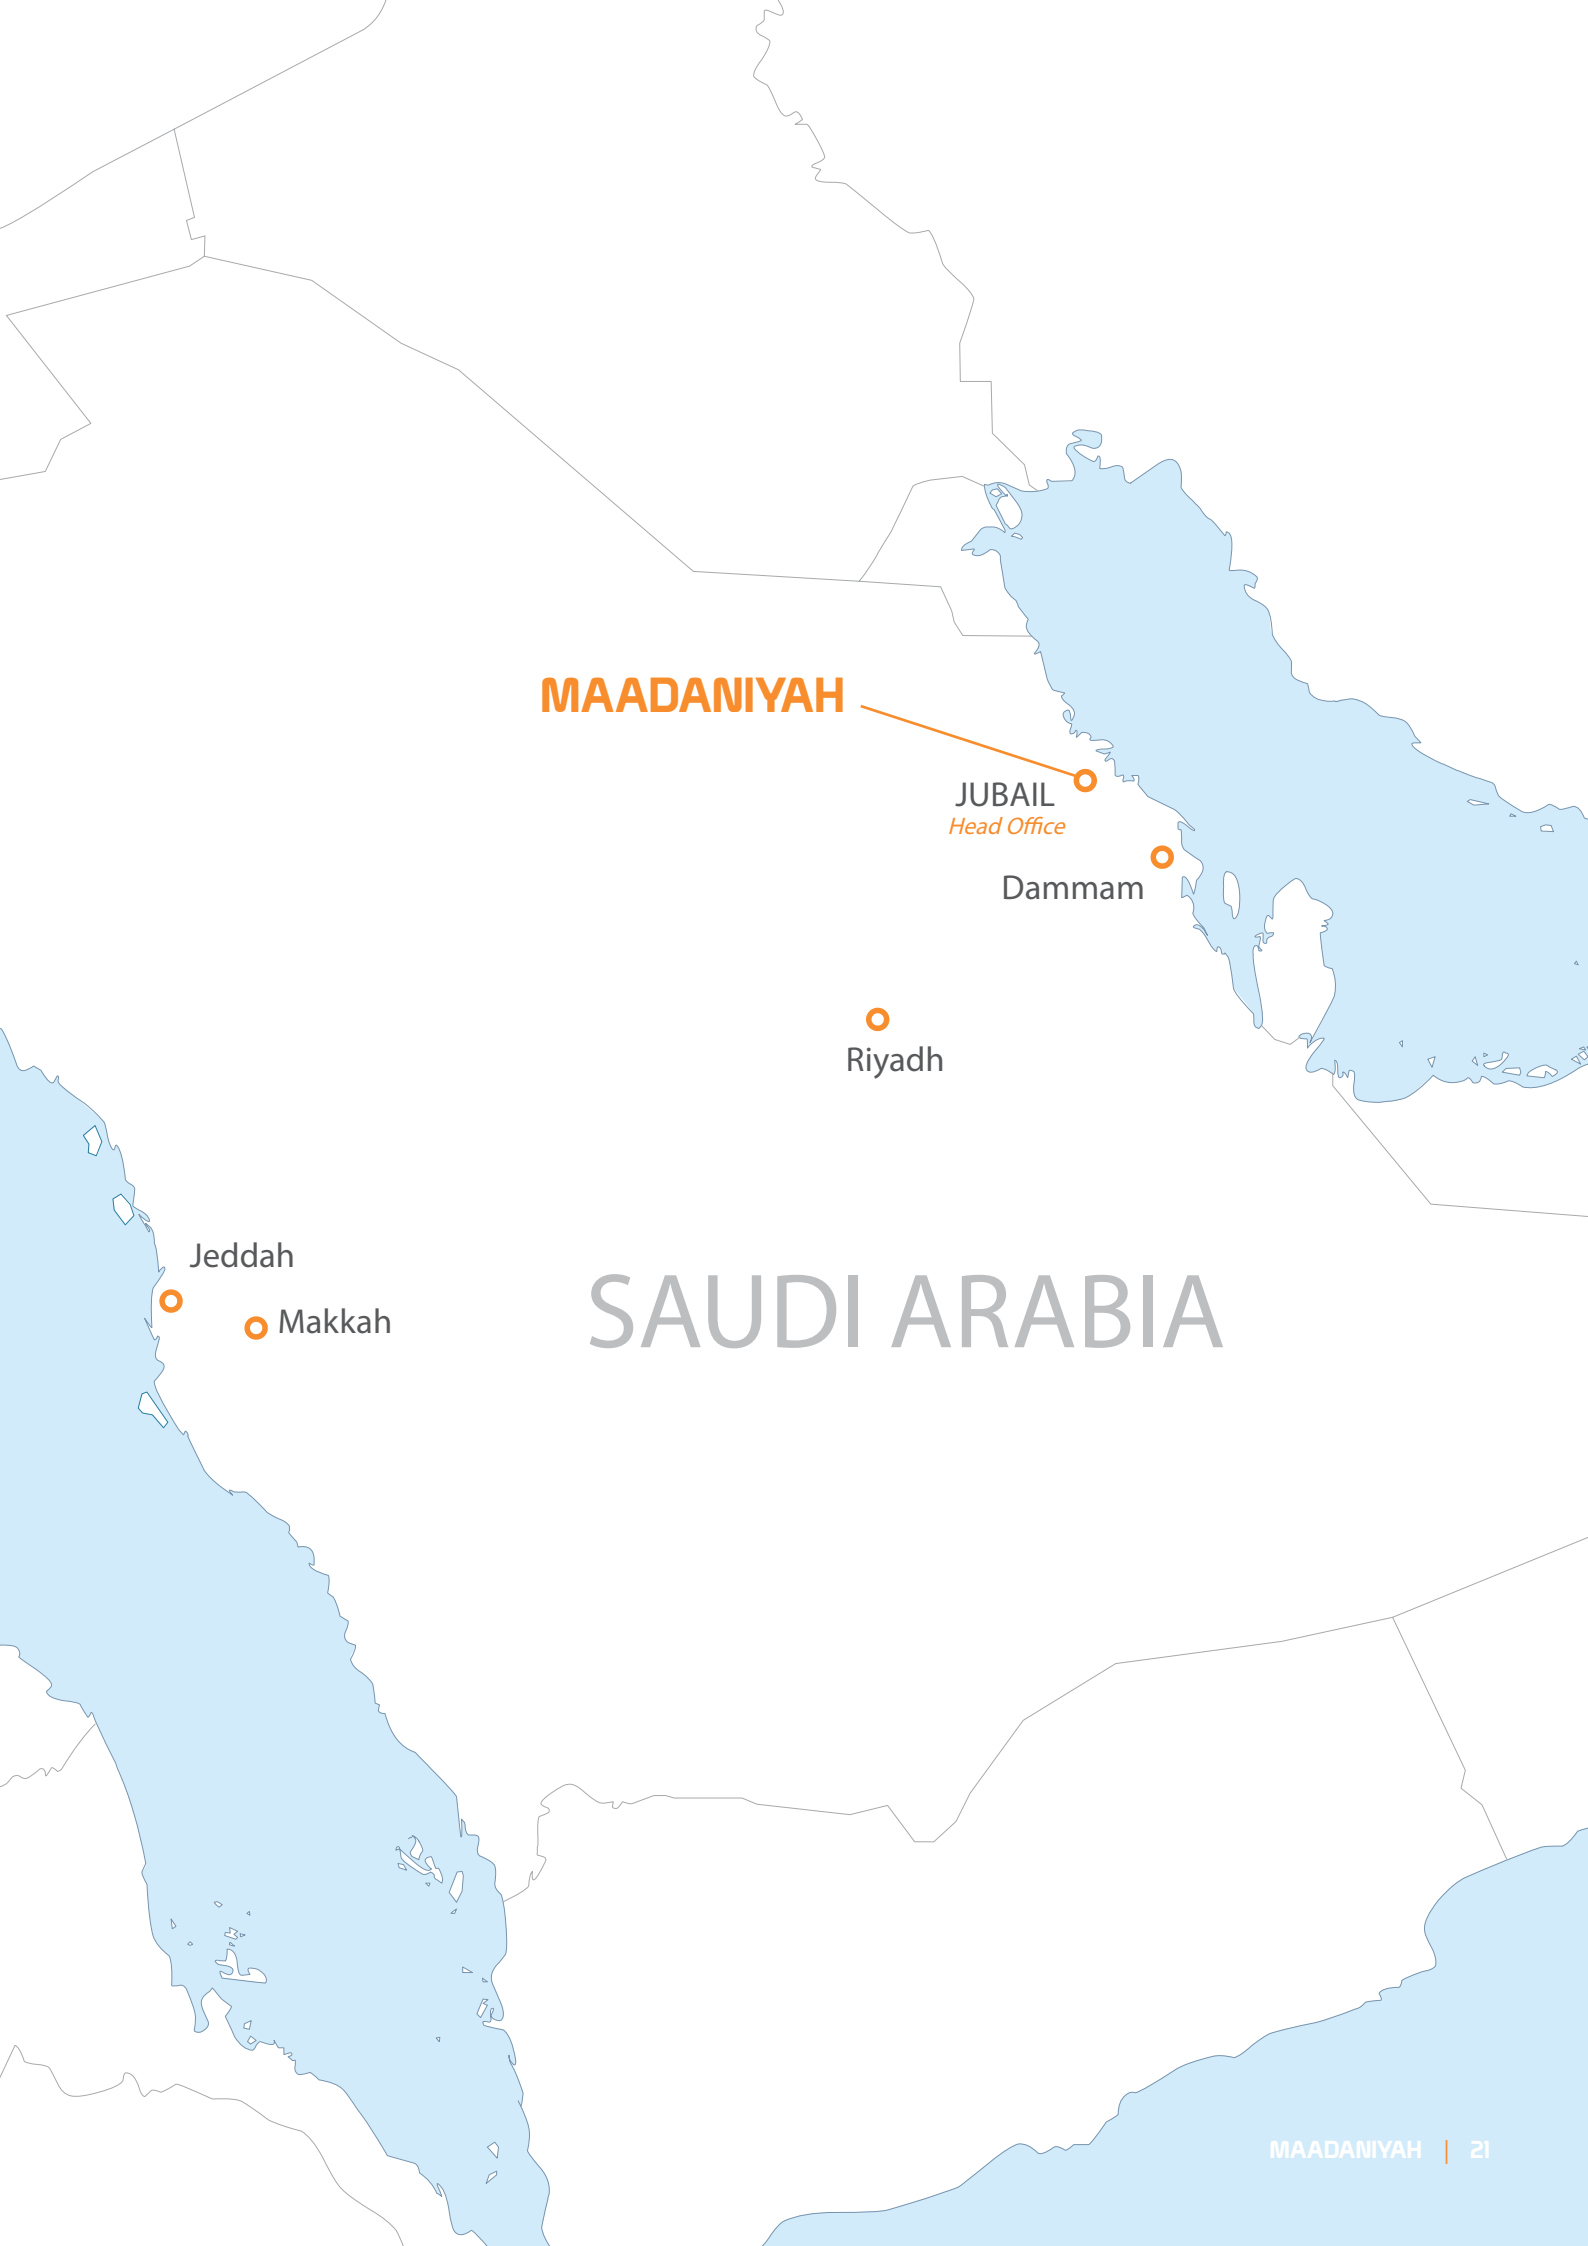 MAADANIYAH
JUBAIL
Head Office
Dammam
Riyadh
Jeddah
Makkah
SAUDI ARABIA
MAADANIYAH | 21